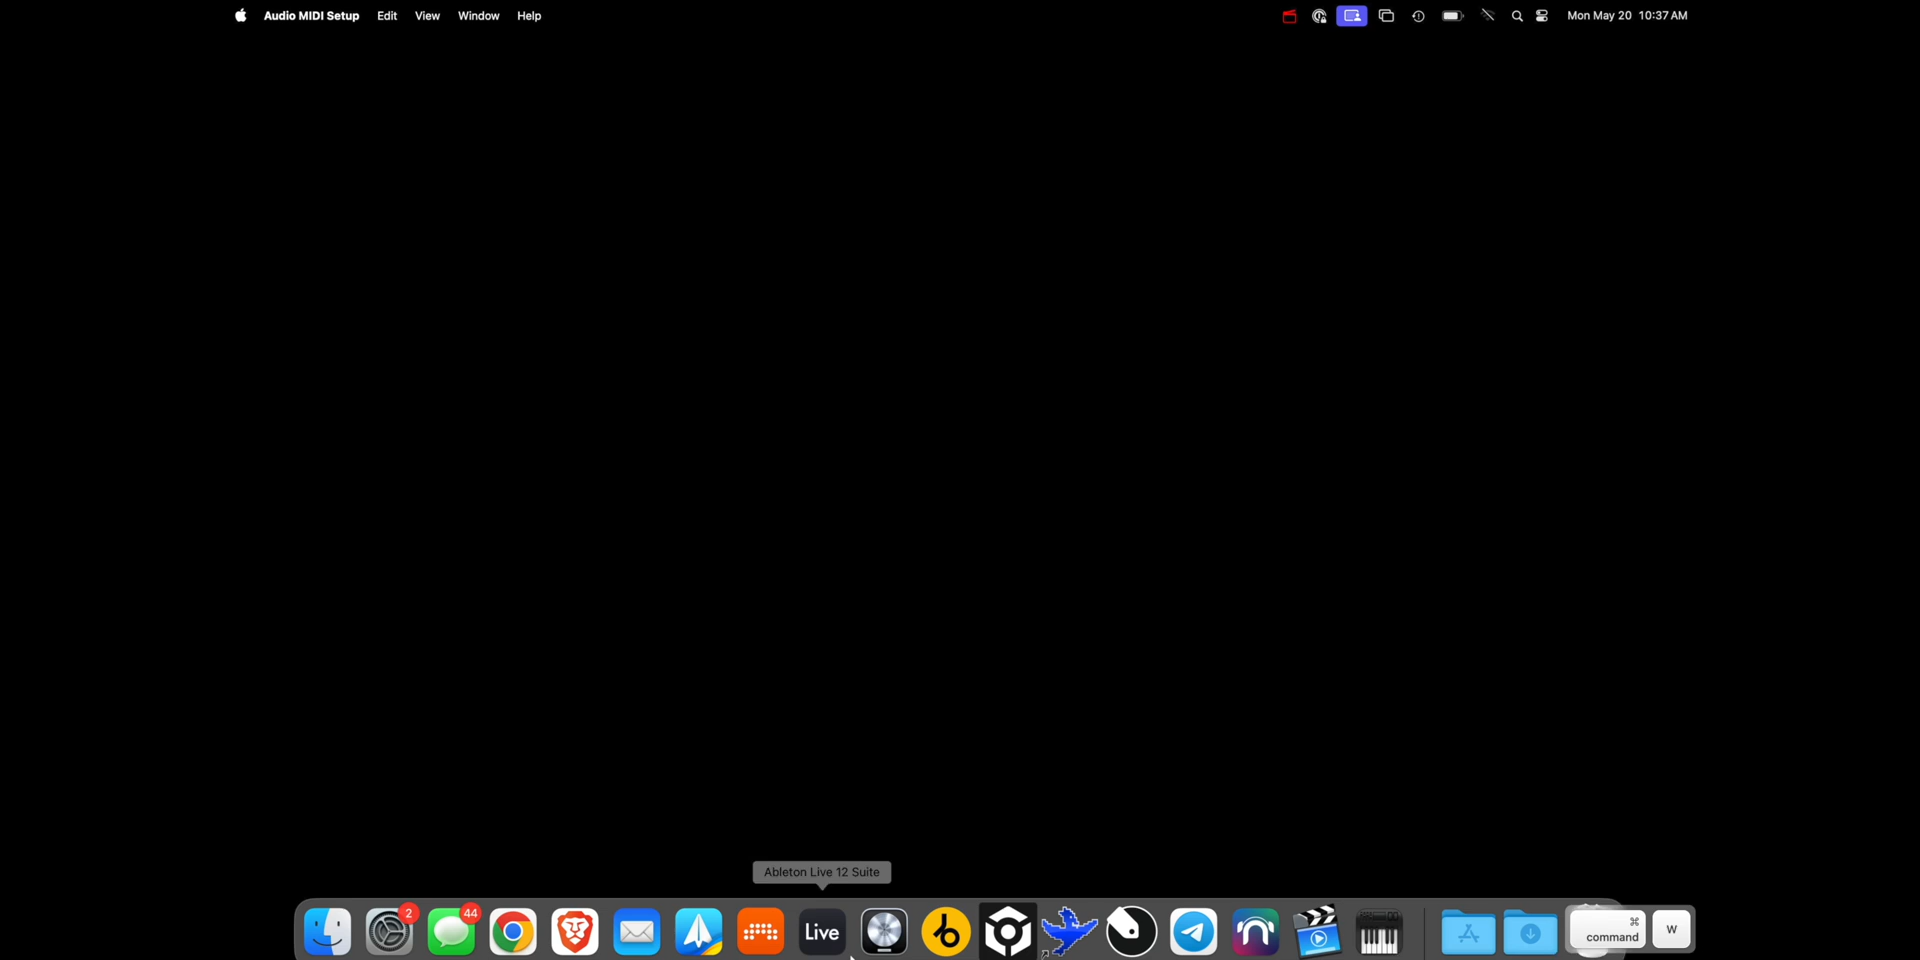 Audio MIDI Setup Edit View Window Help Mon May 20 10:37 AM
Ableton Live 12 Suite
2 44
Live
⌘
command W